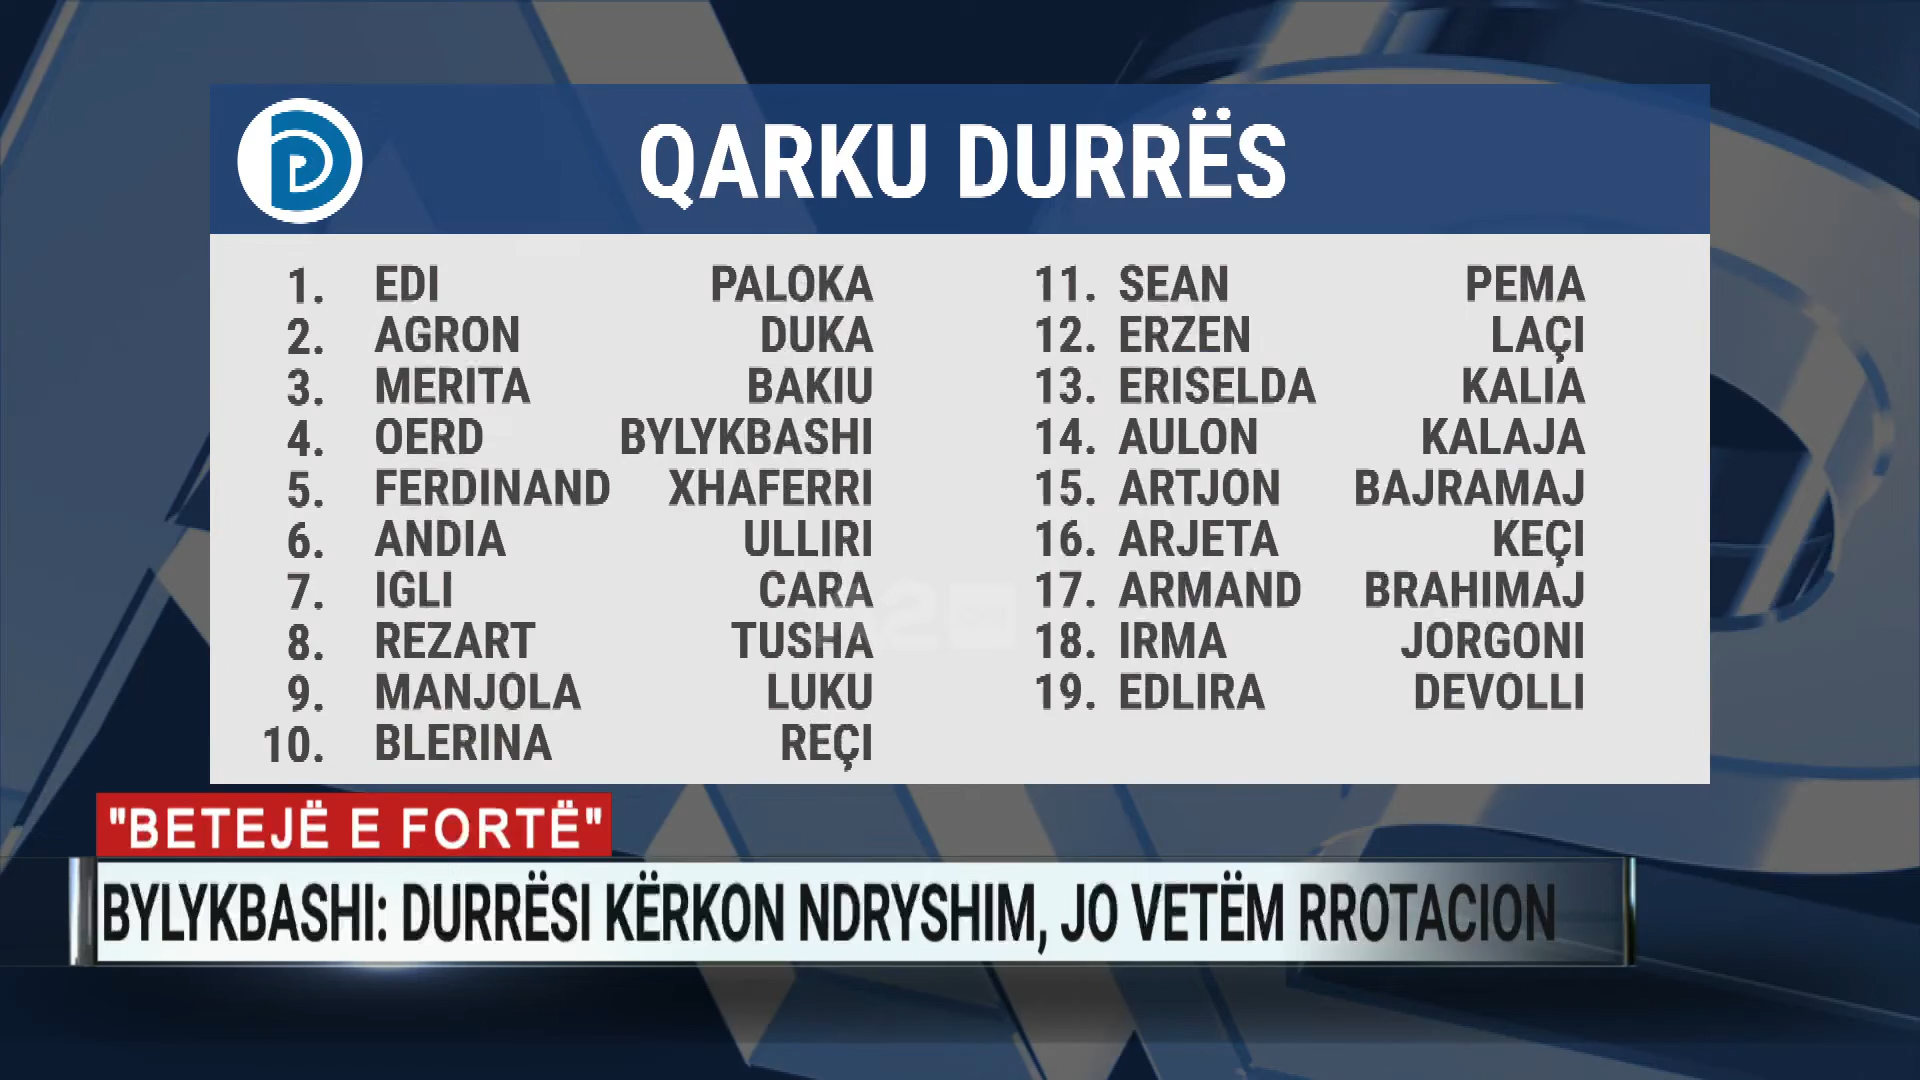 QARKU DURRËS
1. EDI PALOKA
2. AGRON DUKA
3. MERITA BAKIU
4. OERD BYLYKBASHI
5. FERDINAND XHAFERRI
6. ANDIA ULLIRI
7. IGLI CARA
8. REZART TUSHA
9. MANJOLA LUKU
10. BLERINA REÇI
11. SEAN PEMA
12. ERZEN LAÇI
13. ERISELDA KALIA
14. AULON KALAJA
15. ARTJON BAJRAMAJ
16. ARJETA KEÇI
17. ARMAND BRAHIMAJ
18. IRMA JORGONI
19. EDLIRA DEVOLLI
"BETEJË E FORTË"
BYLYKBASHI: DURRËSI KËRKON NDRYSHIM, JO VETËM RROTACION